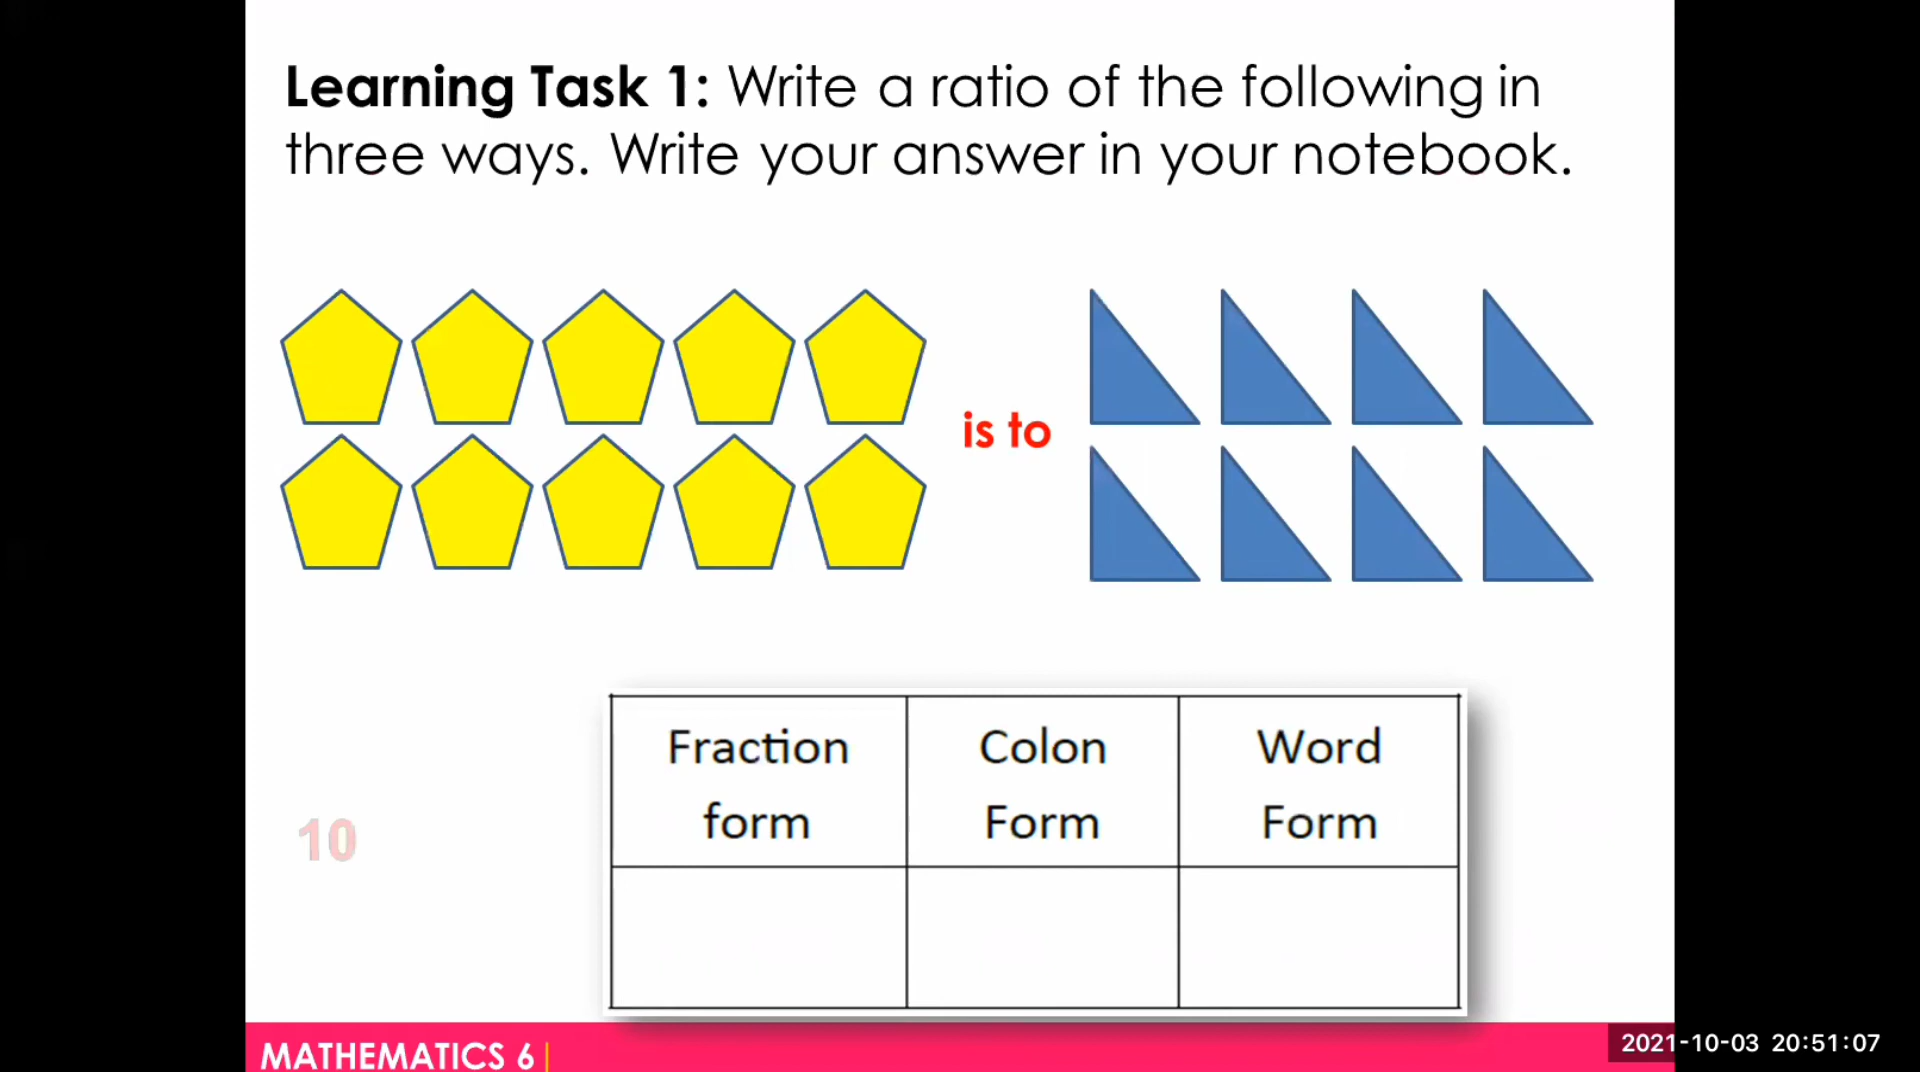 Learning Task 1: Write a ratio of the following in
three ways. Write your answer in your notebook.
is to
Fraction
form
Colon
Form
Word
Form
10
MATHEMATICS 6
2021-10-03 20:51:07